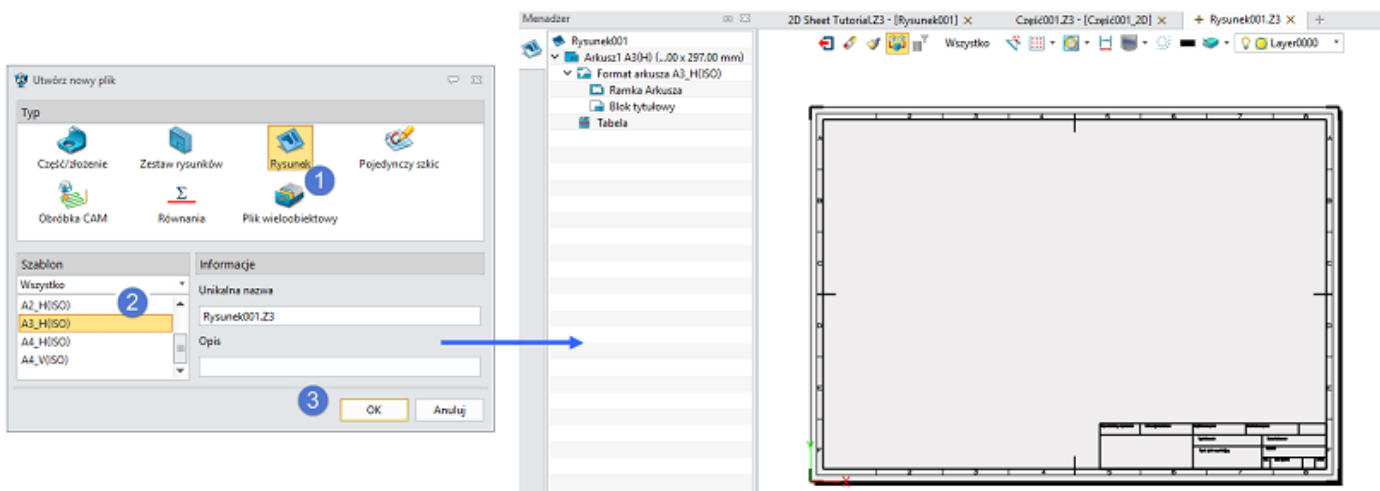 Utwórz nowy plik
Typ
Część/złożenie
Zestaw rysunków
Rysunek
Pojedynczy szkic
1
Obróbka CAM
Równania
Plik wieloobiektowy
Szablon
Informacje
Wszystko
2
Unikalna nazwa
A2_H(ISO)
A3_H(ISO)
Rysunek001.Z3
A4_H(ISO)
Opis
A4_V(ISO)
3
OK
Anuluj
Menadżer
2D Sheet Tutorial.Z3 - [Rysunek001]
Część001.Z3 - [Część001_2D]
Rysunek001.Z3
Rysunek001
Wszystko
Layer0000
Arkusz1 A3(H) (...00 x 297.00 mm)
Format arkusza A3_H(ISO)
Ramka Arkusza
Blok tytułowy
Tabela
X